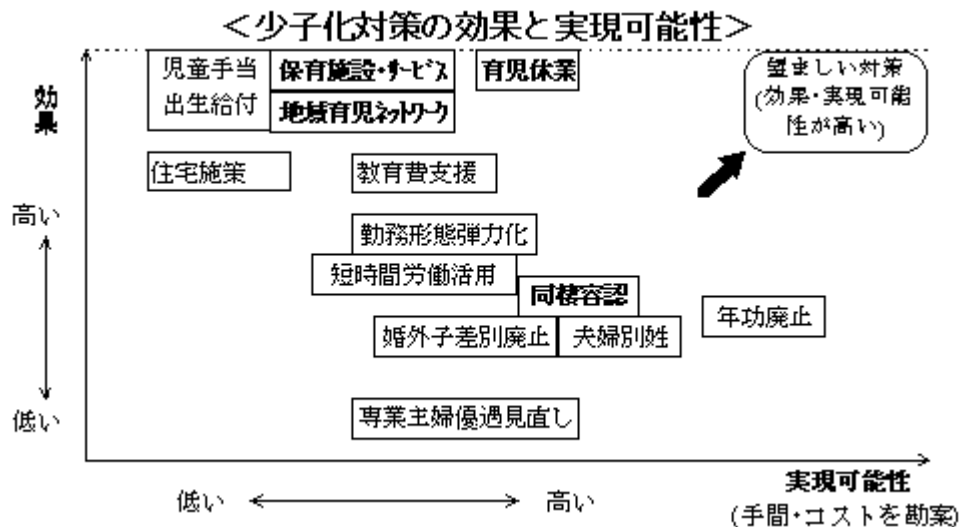 ＜少子化対策の効果と実現可能性＞
児童手当
出生給付
保育施設・サービス
地域育児ネットワーク
育児休業
望ましい対策
(効果・実現可能
性が高い)
効果
住宅施策
教育費支援
高い
勤務形態弾力化
短時間労働活用
同棲容認
年功廃止
婚外子差別廃止
夫婦別姓
低い
専業主婦優遇見直し
低い
高い
実現可能性
(手間・コストを勘案)